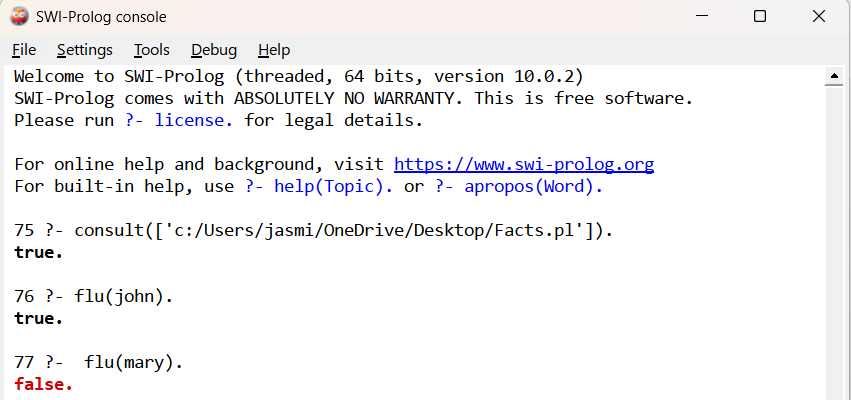 SWI-Prolog console
File Settings Tools Debug Help
Welcome to SWI-Prolog (threaded, 64 bits, version 10.0.2)
SWI-Prolog comes with ABSOLUTELY NO WARRANTY. This is free software.
Please run ?- license. for legal details.
For online help and background, visit https://www.swi-prolog.org
For built-in help, use ?- help(Topic). or ?- apropos(Word).
75 ?- consult(['c:/Users/jasmi/OneDrive/Desktop/Facts.pl']).
true.
76 ?- flu(john).
true.
77 ?-  flu(mary).
false.